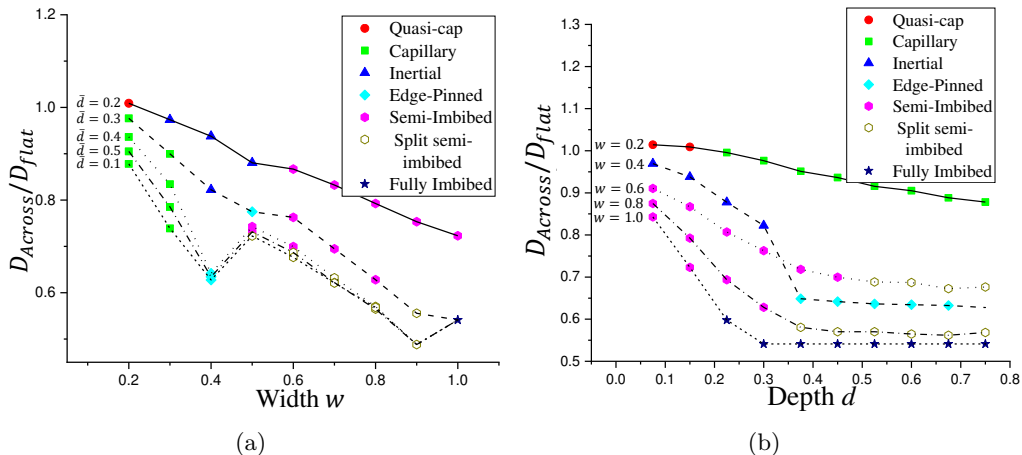 1.2
1.0
0.8
0.6
0.2
0.4
0.6
0.8
1.0
D_Across/D_flat
Width w
d̄ = 0.2
d̄ = 0.3
d̄ = 0.4
d̄ = 0.5
d̄ = 0.1
Quasi-cap
Capillary
Inertial
Edge-Pinned
Semi-Imbibed
Split semi-
imbibed
Fully Imbibed
(a)
1.3
1.2
1.1
1.0
0.9
0.8
0.7
0.6
0.5
0.0
0.1
0.2
0.3
0.4
0.5
0.6
0.7
0.8
D_Across/D_flat
Depth d
w = 0.2
w = 0.4
w = 0.6
w = 0.8
w = 1.0
Quasi-cap
Capillary
Inertial
Edge-Pinned
Semi-Imbibed
Split semi-
imbibed
Fully Imbibed
(b)